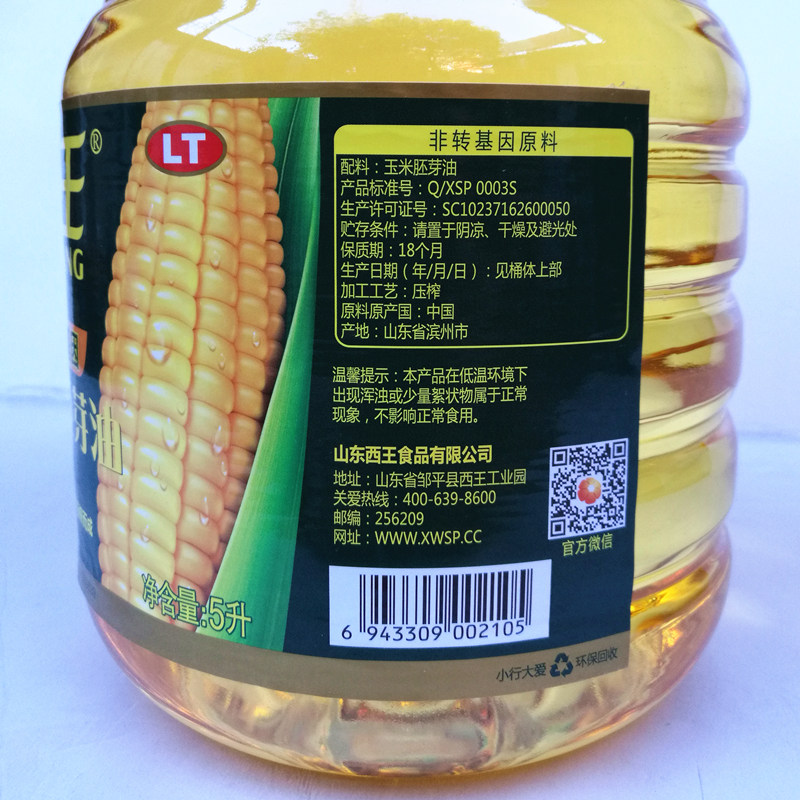 王®
NG
LT
芽油
净含量:5升
非转基因原料
配料：玉米胚芽油
产品标准号：Q/XSP 0003S
生产许可证号：SC10237162600050
贮存条件：请置于阴凉、干燥及避光处
保质期：18个月
生产日期（年/月/日）：见桶体上部
加工工艺：压榨
原料原产国：中国
产地：山东省滨州市
温馨提示：本产品在低温环境下
出现浑浊或少量絮状物属于正常
现象，不影响正常食用。
山东西王食品有限公司
地址：山东省邹平县西王工业园
关爱热线：400-639-8600
邮编：256209
网址：WWW.XWSP.CC
官方微信
6 943309 002105
小行大爱 环保回收